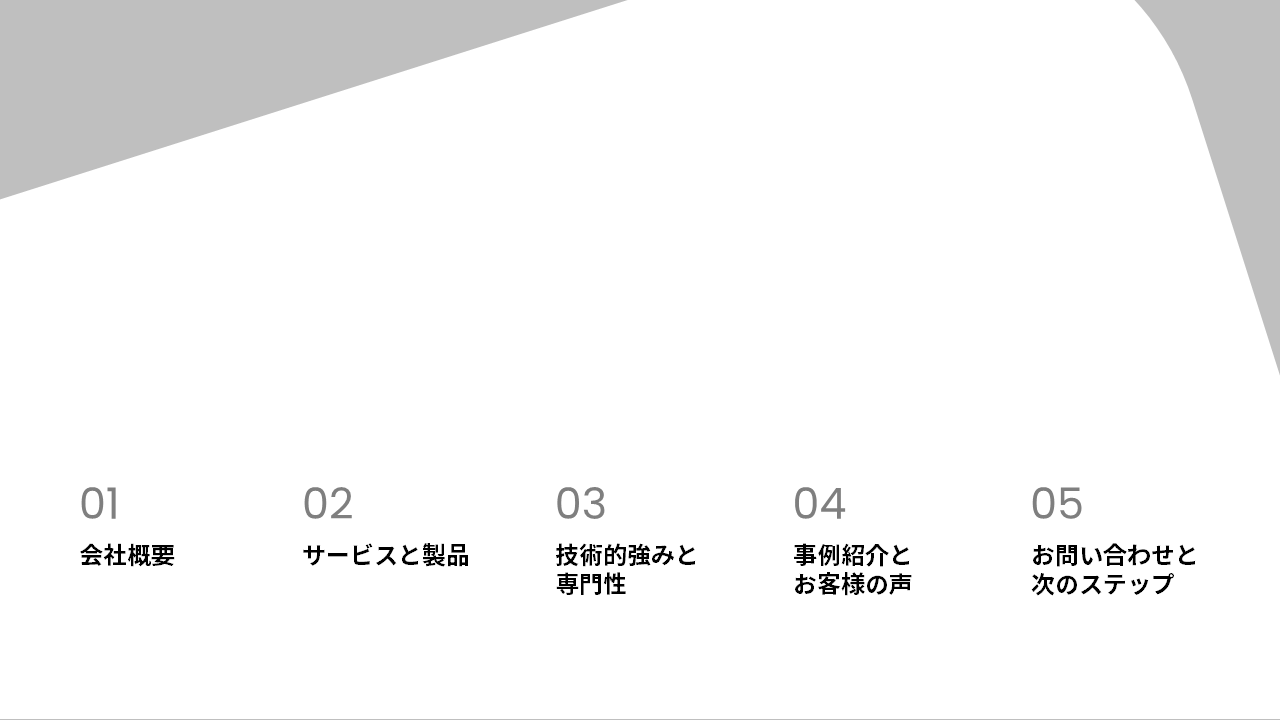 01
会社概要
02
サービスと製品
03
技術的強みと
専門性
04
事例紹介と
お客様の声
05
お問い合わせと
次のステップ